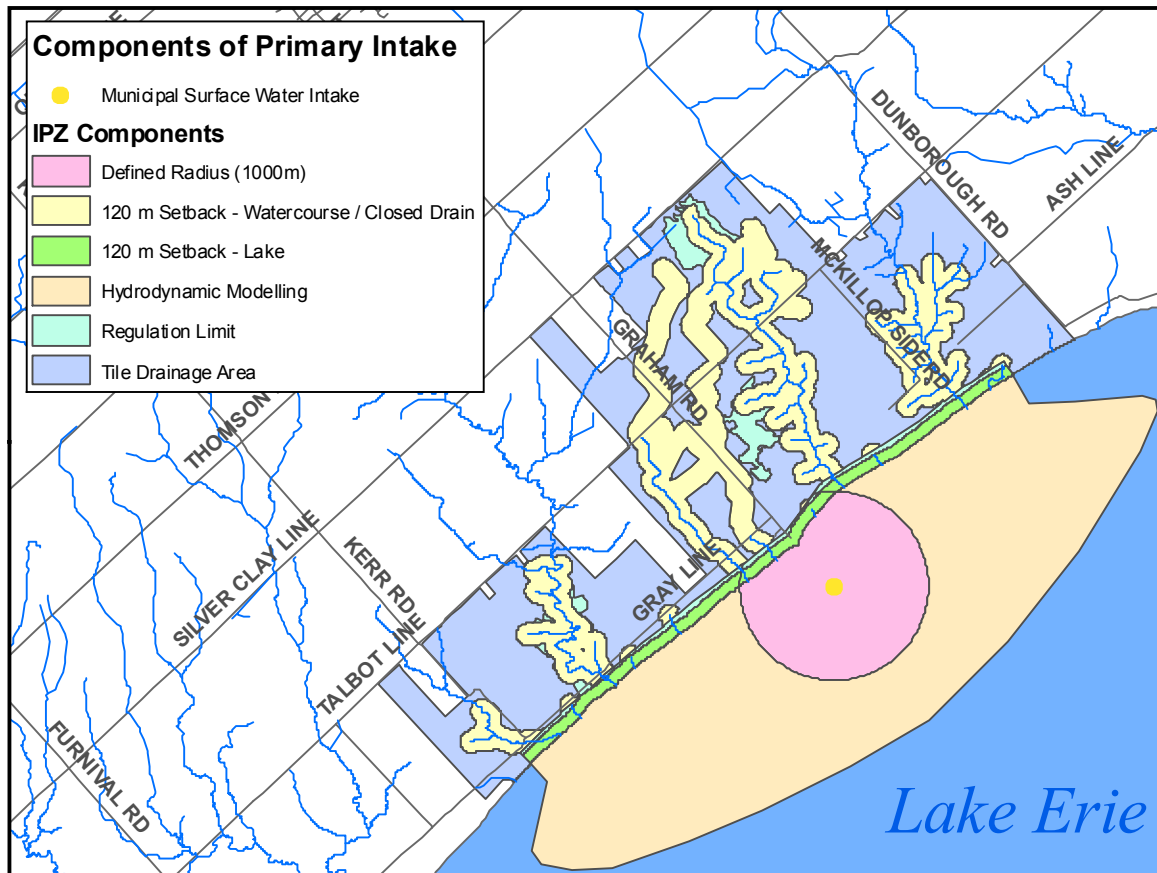 Components of Primary Intake
Municipal Surface Water Intake
IPZ Components
Defined Radius (1000m)
120 m Setback - Watercourse / Closed Drain
120 m Setback - Lake
Hydrodynamic Modelling
Regulation Limit
Tile Drainage Area
DUNBOROUGH RD
ASH LINE
MCKILLOP SIDERD
GRAHAM RD
THOMSON
SILVER CLAY LINE
KERR RD
GRAY LINE
TALBOT LINE
FURNIVAL RD
Lake Erie